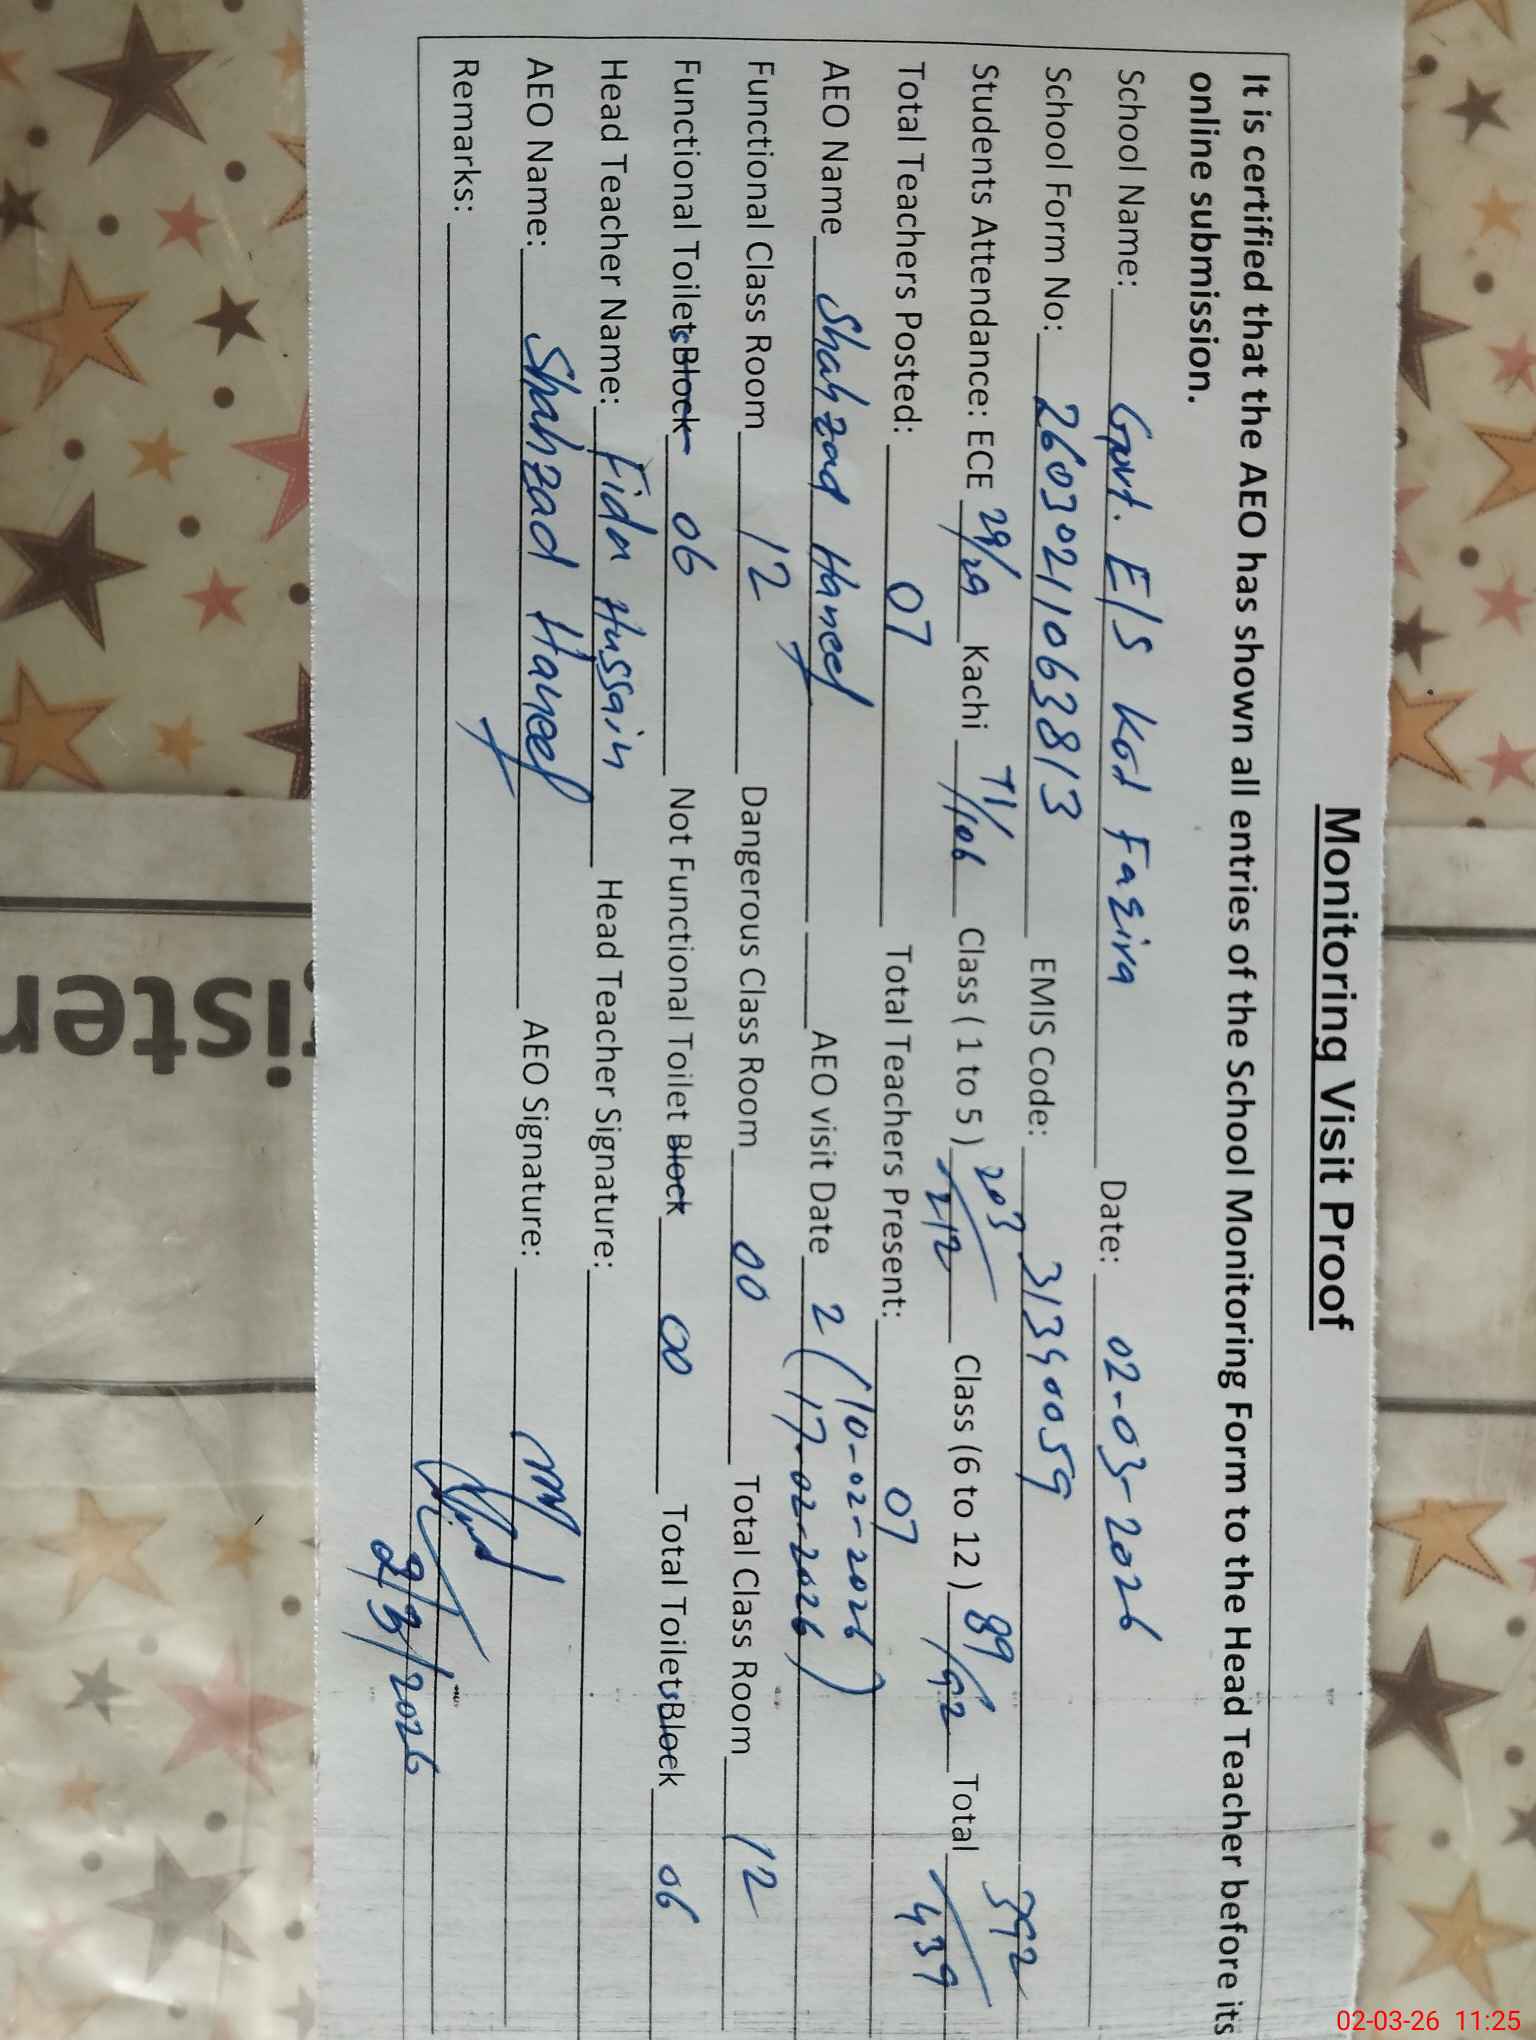 Monitoring Visit Proof
It is certified that the AEO has shown all entries of the School Monitoring Form to the Head Teacher before its
online submission.
School Name: Govt. E/S Kot Fazira Date: 02-03-2026
School Form No: 26030211063813 EMIS Code: 31340059
Students Attendance: ECE 29/29 Kachi 71/106 Class ( 1 to 5 ) 203/212 Class (6 to 12 ) 89/92 Total 392/439
Total Teachers Posted: 07 Total Teachers Present: 07
AEO Name Shahzad Haneef AEO visit Date 2 (10-02-2026
17-02-2026)
Functional Class Room 12 Dangerous Class Room 00 Total Class Room 12
Functional Toilets Block 06 Not Functional Toilet Block 00 Total Toilets Block 06
Head Teacher Name: Fida Hussain Head Teacher Signature:
AEO Name: Shahzad Haneef AEO Signature:
Remarks:
2/3/2026
ister
02-03-26 11:25